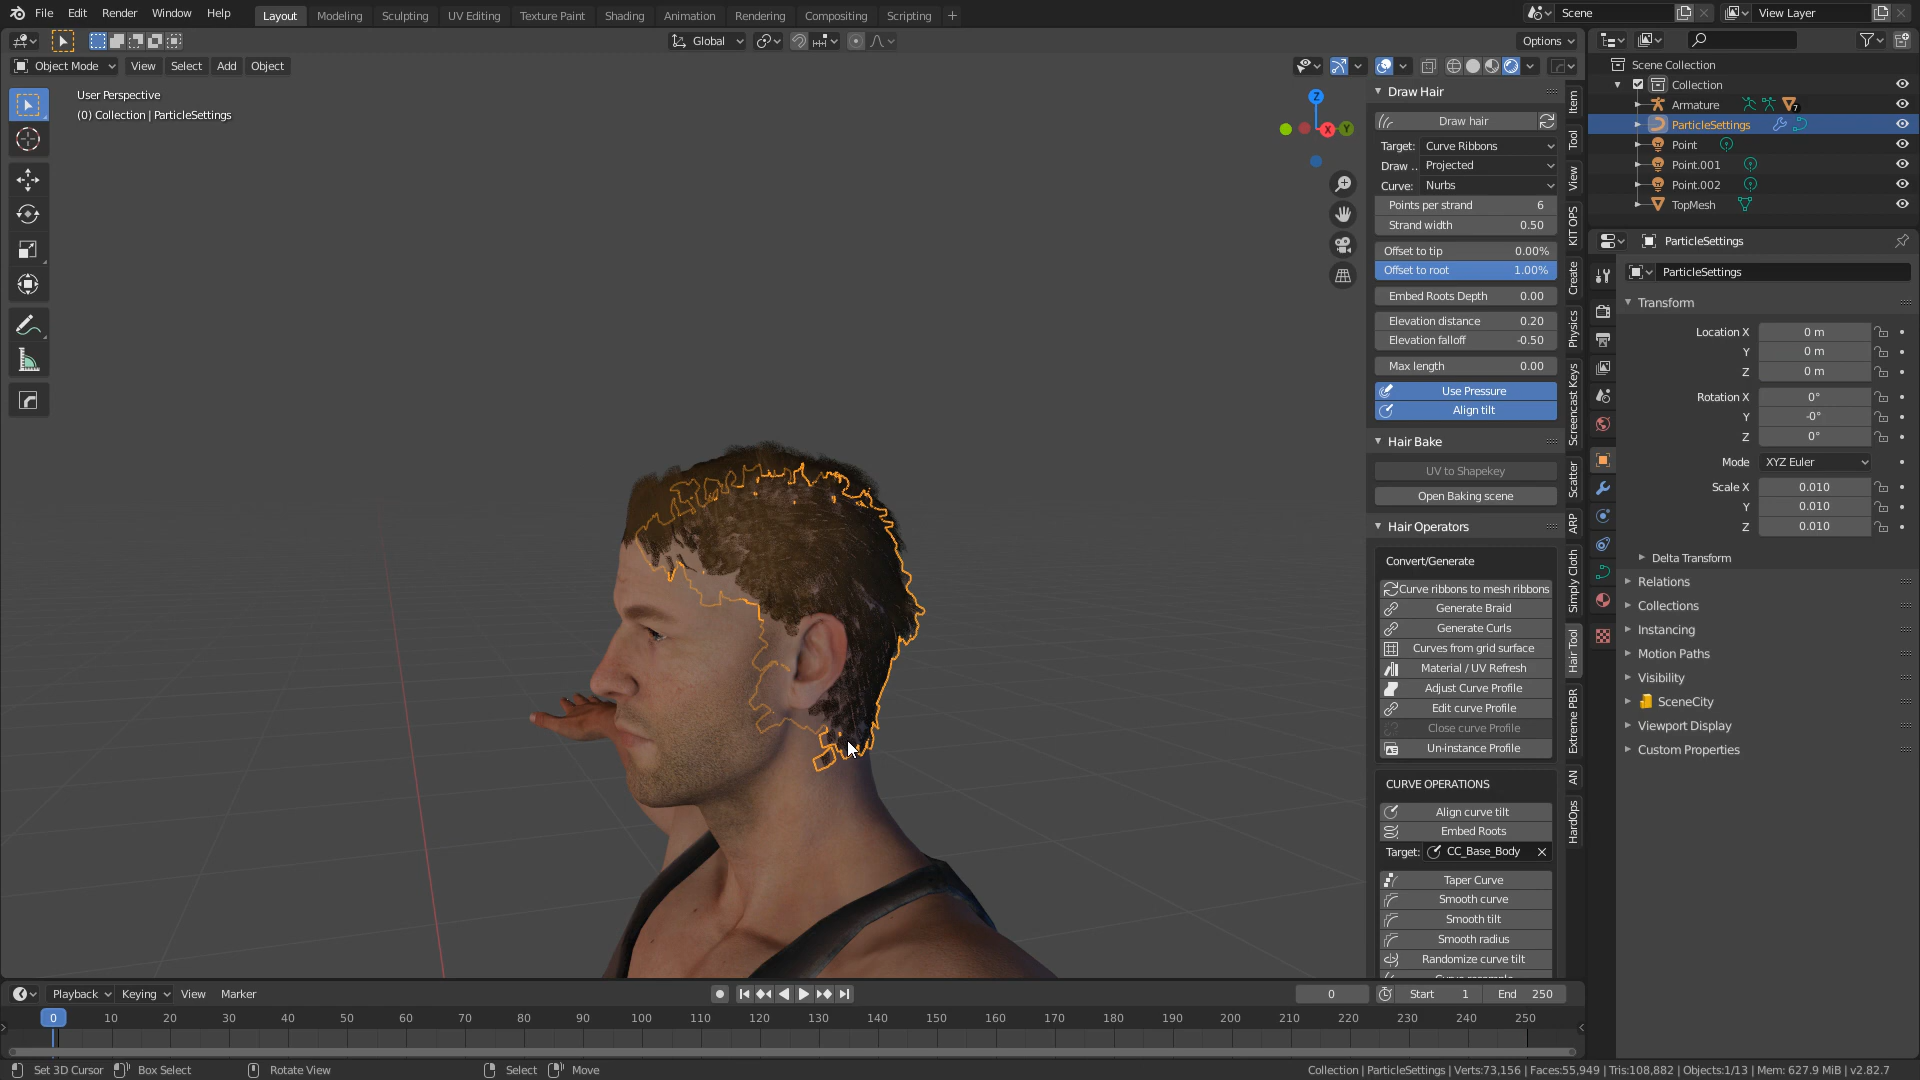 File Edit Render Window Help Layout Modeling Sculpting UV Editing Texture Paint Shading Animation Rendering Compositing Scripting + Scene View Layer
Global Options
Object Mode View Select Add Object
User Perspective
(0) Collection | ParticleSettings
Z
X
Y
Draw Hair
Draw hair
Target: Curve Ribbons
Draw .. Projected
Curve: Nurbs
Points per strand 6
Strand width 0.50
Offset to tip 0.00%
Offset to root 1.00%
Embed Roots Depth 0.00
Elevation distance 0.20
Elevation falloff -0.50
Max length 0.00
Use Pressure
Align tilt
Hair Bake
UV to Shapekey
Open Baking scene
Hair Operators
Convert/Generate
Curve ribbons to mesh ribbons
Generate Braid
Generate Curls
Curves from grid surface
Material / UV Refresh
Adjust Curve Profile
Edit curve Profile
Close curve Profile
Un-instance Profile
CURVE OPERATIONS
Align curve tilt
Embed Roots
Target: CC_Base_Body
Taper Curve
Smooth curve
Smooth tilt
Smooth radius
Randomize curve tilt
Curve resample
Item
Tool
View
KIT OPS
Create
Physics
Screencast Keys
Scatter
ARP
Simply Cloth
Hair Tool
Extreme PBR
AN
HardOps
Scene Collection
Collection
Armature 7
ParticleSettings
Point
Point.001
Point.002
TopMesh
ParticleSettings
ParticleSettings
Transform
Location X 0 m
Y 0 m
Z 0 m
Rotation X 0°
Y -0°
Z 0°
Mode XYZ Euler
Scale X 0.010
Y 0.010
Z 0.010
Delta Transform
Relations
Collections
Instancing
Motion Paths
Visibility
SceneCity
Viewport Display
Custom Properties
Playback Keying View Marker 0 Start 1 End 250
0 10 20 30 40 50 60 70 80 90 100 110 120 130 140 150 160 170 180 190 200 210 220 230 240 250
Set 3D Cursor Box Select Rotate View Select Move Collection | ParticleSettings | Verts:73,156 | Faces:55,949 | Tris:108,882 | Objects:1/13 | Mem: 627.9 MiB | v2.82.7